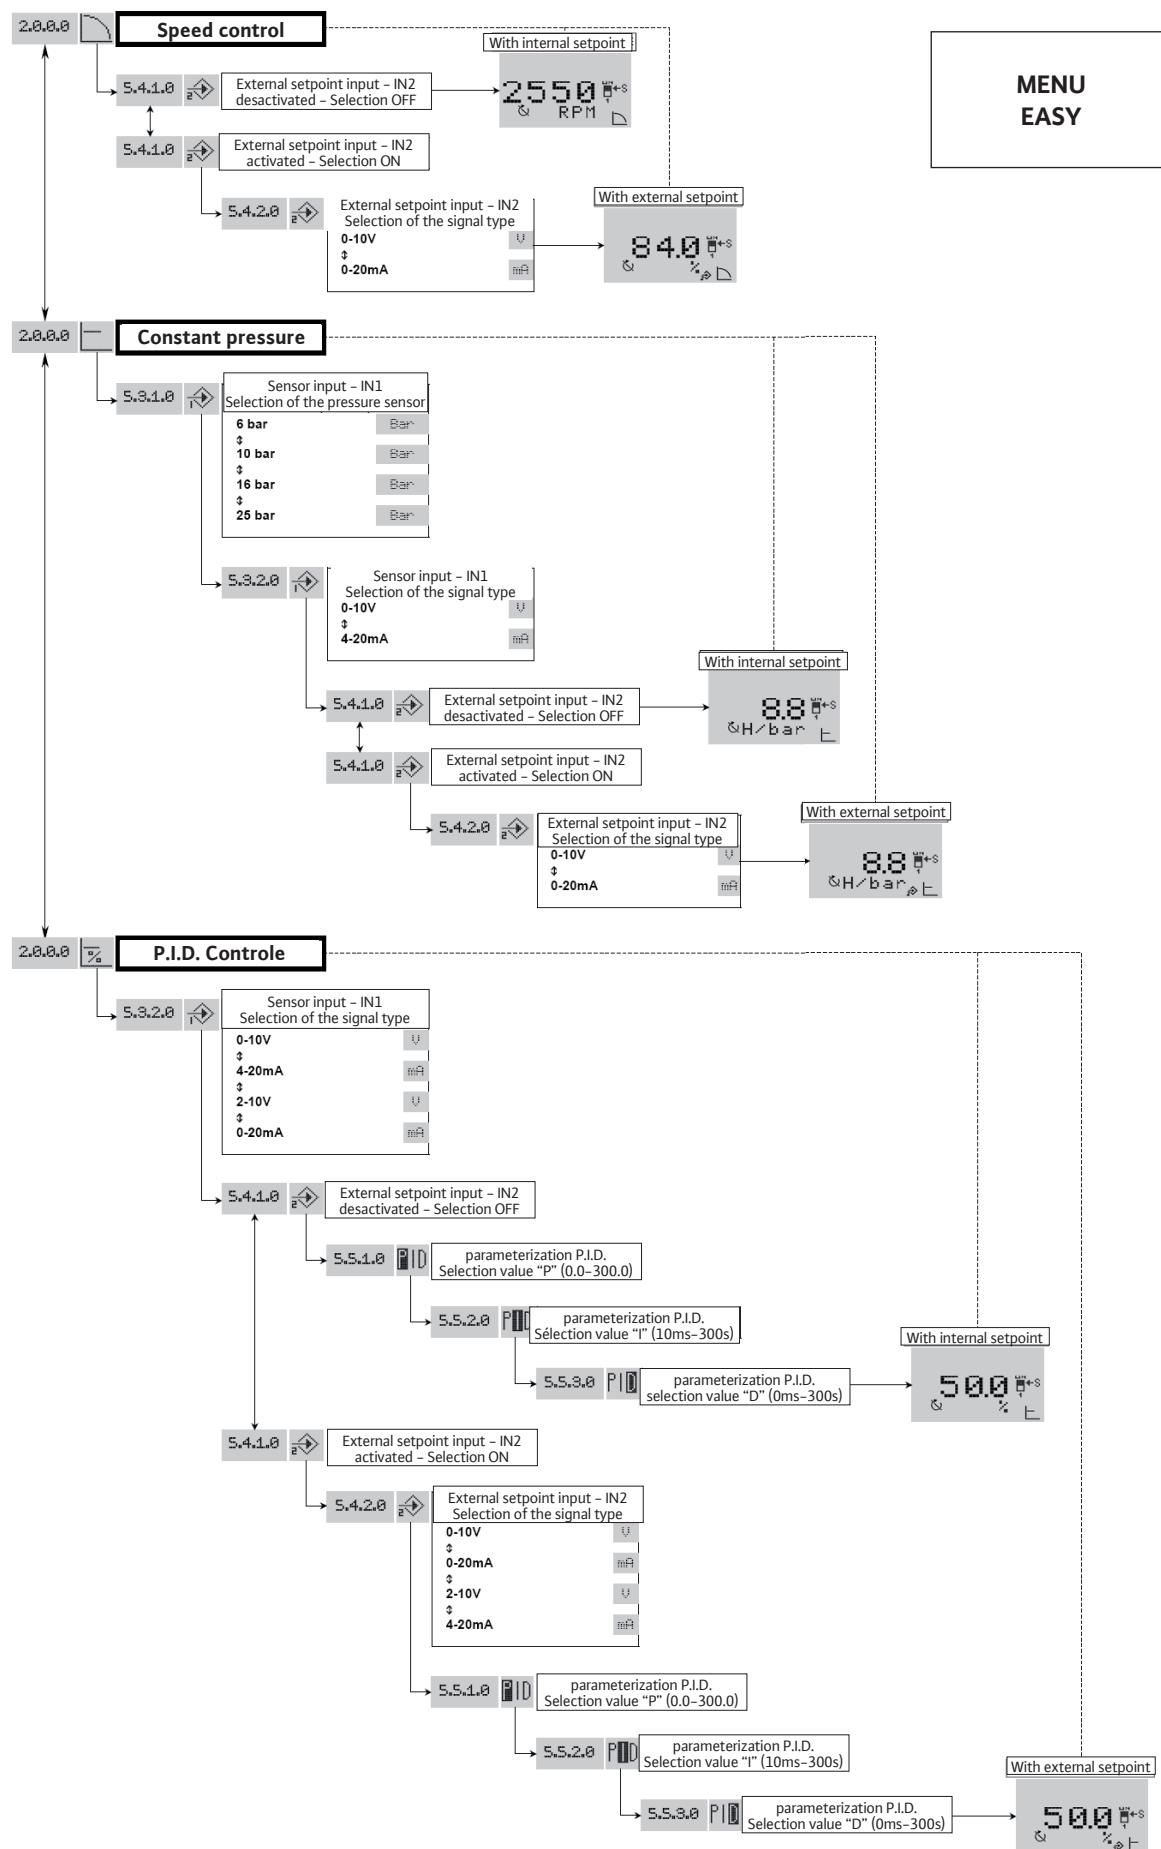 2.0.0.0 Speed control
MENU
EASY
With internal setpoint
5.4.1.0 2 External setpoint input – IN2
desactivated – Selection OFF
2550 S
RPM
5.4.1.0 2 External setpoint input – IN2
activated – Selection ON
With external setpoint
5.4.2.0 2 External setpoint input – IN2
Selection of the signal type
0-10V V
0-20mA mA
84.0 S
%
2.0.0.0 Constant pressure
5.3.1.0 1 Sensor input – IN1
Selection of the pressure sensor
6 bar Bar
10 bar Bar
16 bar Bar
25 bar Bar
5.3.2.0 1 Sensor input – IN1
Selection of the signal type
0-10V V
4-20mA mA
With internal setpoint
5.4.1.0 2 External setpoint input – IN2
desactivated – Selection OFF
8.8 S
H/bar
5.4.1.0 2 External setpoint input – IN2
activated – Selection ON
With external setpoint
5.4.2.0 2 External setpoint input – IN2
Selection of the signal type
0-10V V
0-20mA mA
8.8 S
H/bar
2.0.0.0 % P.I.D. Controle
5.3.2.0 1 Sensor input – IN1
Selection of the signal type
0-10V V
4-20mA mA
2-10V V
0-20mA mA
5.4.1.0 2 External setpoint input – IN2
desactivated – Selection OFF
5.5.1.0 PID parameterization P.I.D.
Selection value “P” (0.0–300.0)
5.5.2.0 PID parameterization P.I.D.
Sélection value “I” (10ms–300s)
With internal setpoint
5.5.3.0 PID parameterization P.I.D.
selection value “D” (0ms–300s)
50.0 S
%
5.4.1.0 2 External setpoint input – IN2
activated – Selection ON
5.4.2.0 2 External setpoint input – IN2
Selection of the signal type
0-10V V
0-20mA mA
2-10V V
4-20mA mA
5.5.1.0 PID parameterization P.I.D.
Selection value “P” (0.0–300.0)
5.5.2.0 PID parameterization P.I.D.
Selection value “I” (10ms–300s)
With external setpoint
5.5.3.0 PID parameterization P.I.D.
Selection value “D” (0ms–300s)
50.0 S
%